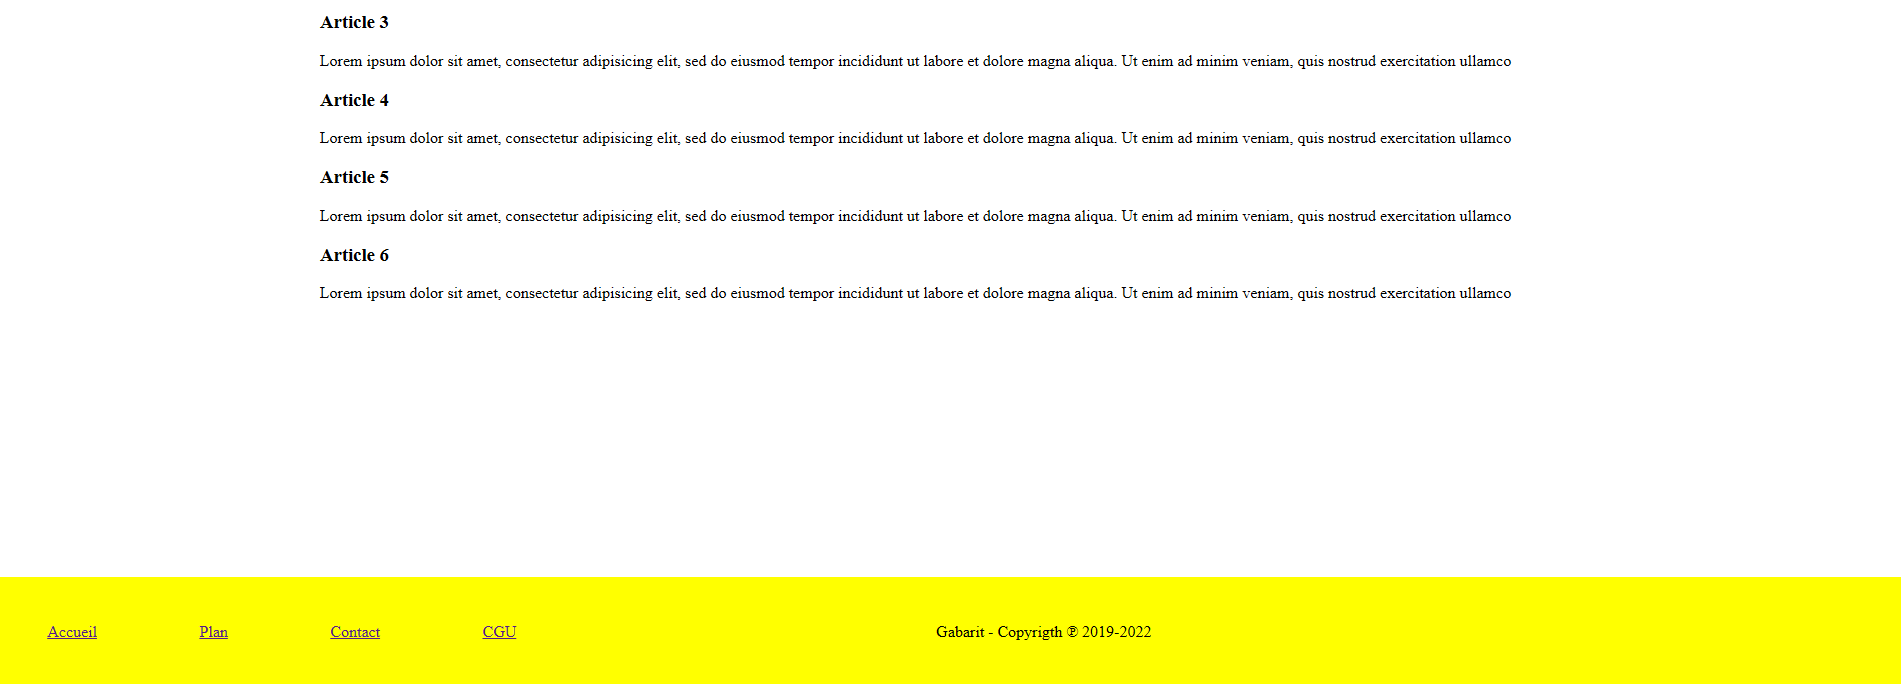 Article 3
Lorem ipsum dolor sit amet, consectetur adipisicing elit, sed do eiusmod tempor incididunt ut labore et dolore magna aliqua. Ut enim ad minim veniam, quis nostrud exercitation ullamco
Article 4
Lorem ipsum dolor sit amet, consectetur adipisicing elit, sed do eiusmod tempor incididunt ut labore et dolore magna aliqua. Ut enim ad minim veniam, quis nostrud exercitation ullamco
Article 5
Lorem ipsum dolor sit amet, consectetur adipisicing elit, sed do eiusmod tempor incididunt ut labore et dolore magna aliqua. Ut enim ad minim veniam, quis nostrud exercitation ullamco
Article 6
Lorem ipsum dolor sit amet, consectetur adipisicing elit, sed do eiusmod tempor incididunt ut labore et dolore magna aliqua. Ut enim ad minim veniam, quis nostrud exercitation ullamco
Accueil Plan Contact CGU Gabarit - Copyrigth ℗ 2019-2022